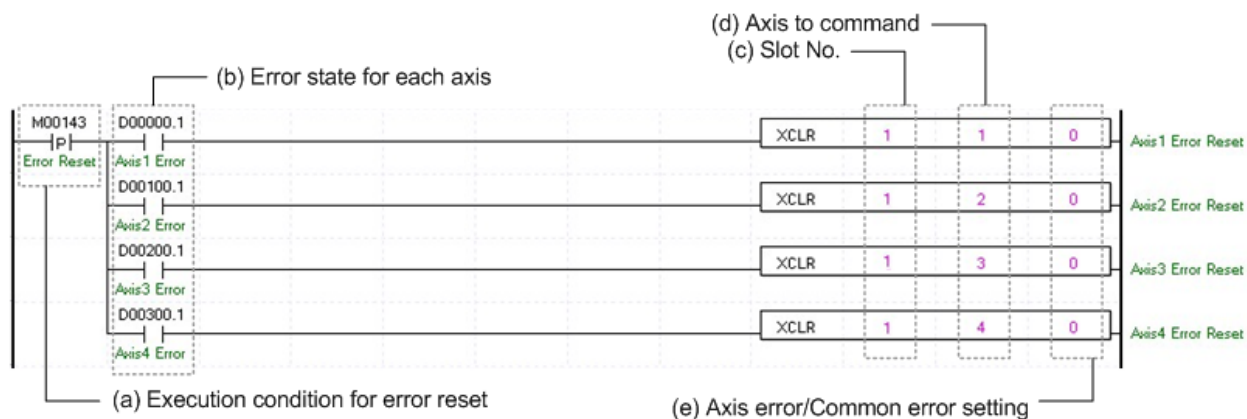 (d) Axis to command
(c) Slot No.
(b) Error state for each axis
M00143
P
Error Reset
D00000.1
Axis1 Error
XCLR 1 1 0
Axis1 Error Reset
D00100.1
Axis2 Error
XCLR 1 2 0
Axis2 Error Reset
D00200.1
Axis3 Error
XCLR 1 3 0
Axis3 Error Reset
D00300.1
Axis4 Error
XCLR 1 4 0
Axis4 Error Reset
(a) Execution condition for error reset
(e) Axis error/Common error setting